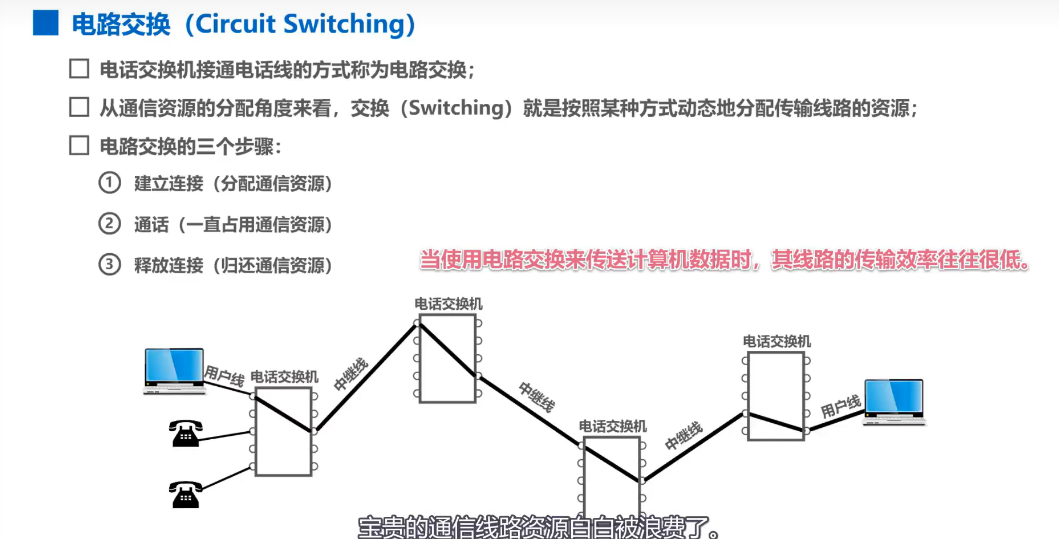 电路交换（Circuit Switching）
电话交换机接通电话线的方式称为电路交换；
从通信资源的分配角度来看，交换（Switching）就是按照某种方式动态地分配传输线路的资源；
电路交换的三个步骤：
① 建立连接（分配通信资源）
② 通话（一直占用通信资源）
③ 释放连接（归还通信资源）
当使用电路交换来传送计算机数据时，其线路的传输效率往往很低。
电话交换机
电话交换机
用户线
电话交换机
中继线
中继线
用户线
电话交换机
中继线
宝贵的通信线路资源白白被浪费了。